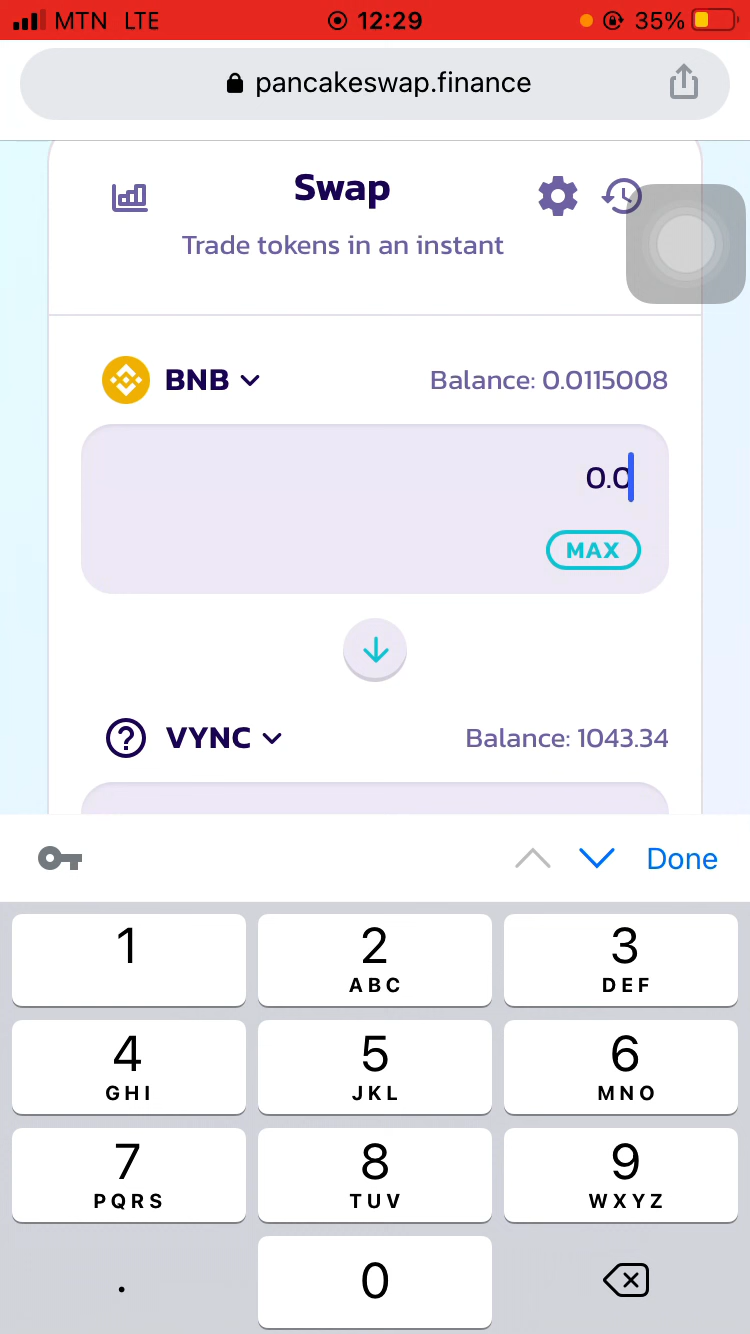 MTN LTE 12:29 35%
pancakeswap.finance
Swap
Trade tokens in an instant
BNB Balance: 0.0115008
0.0
MAX
VYNC Balance: 1043.34
Done
1 2 3
ABC DEF
4 5 6
GHI JKL MNO
7 8 9
PQRS TUV WXYZ
. 0